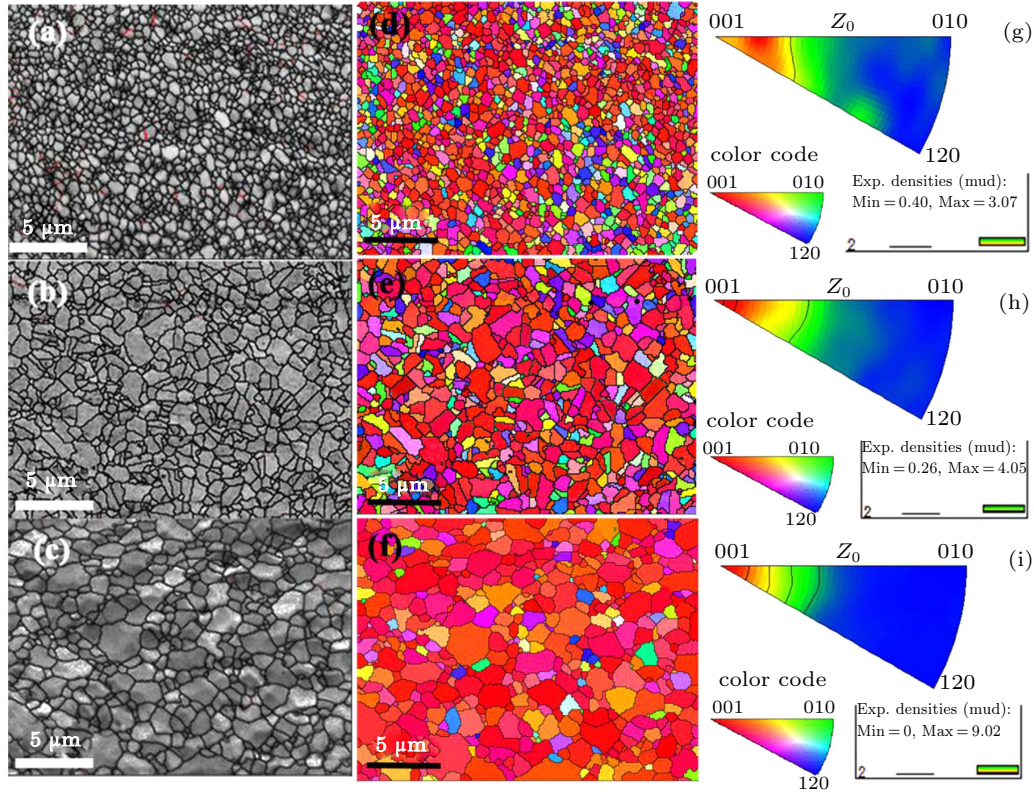 (a)
5 μm
(d)
5 μm
001
Z0
010
(g)
120
color code
001
010
120
Exp. densities (mud):
Min = 0.40, Max = 3.07
2
(b)
5 μm
(e)
5 μm
001
Z0
010
(h)
120
color code
001
010
120
Exp. densities (mud):
Min = 0.26, Max = 4.05
2
(c)
5 μm
(f)
5 μm
001
Z0
010
(i)
120
color code
001
010
120
Exp. densities (mud):
Min = 0, Max = 9.02
2